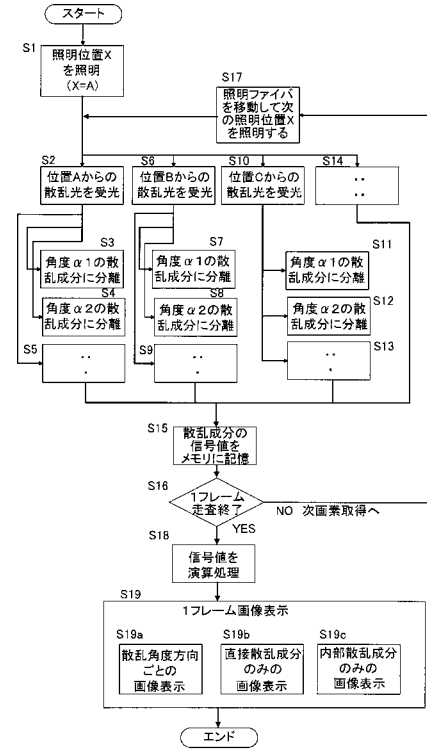 スタート
S1
照明位置X
を照明
(X=A)
S17
照明ファイバ
を移動して次
の照明位置X
を照明する
S2
位置Aからの
散乱光を受光
S6
位置Bからの
散乱光を受光
S10
位置Cからの
散乱光を受光
S14
‥
‥
S3
角度α1の散
乱成分に分離
S4
角度α2の散
乱成分に分離
S5
‥
.
S7
角度α1の散
乱成分に分離
S8
角度α2の散
乱成分に分離
S9
‥
.
S11
角度α1の散
乱成分に分離
S12
角度α2の散
乱成分に分離
S13
‥
.
S15
散乱成分の
信号値を
メモリに記憶
S16
1フレーム
走査終了
NO 次画業取得へ
YES
S18
信号値を
演算処理
S19
1フレーム画像表示
S19a
散乱角度方向
ごとの
画像表示
S19b
直接散乱成分
のみの
画像表示
S19c
内部散乱成分
のみの
画像表示
エンド